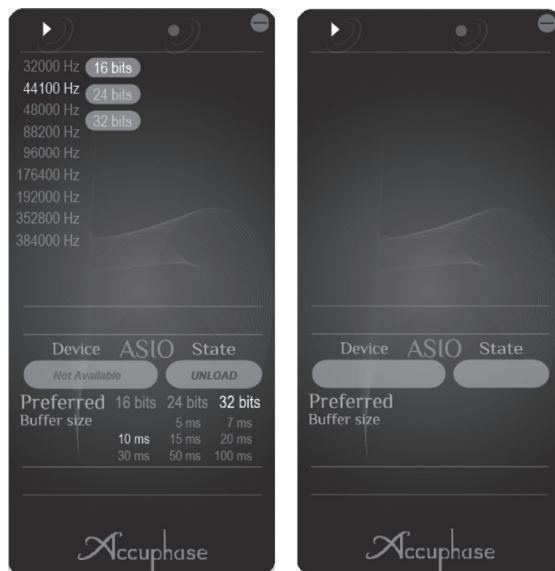 32000 Hz 16 bits
44100 Hz 24 bits
48000 Hz 32 bits
88200 Hz
96000 Hz
176400 Hz
192000 Hz
352800 Hz
384000 Hz
Device ASIO State
Not Available UNLOAD
Preferred 16 bits 24 bits 32 bits
Buffer size 5 ms 7 ms
10 ms 15 ms 20 ms
30 ms 50 ms 100 ms
Accuphase
Device ASIO State
Preferred
Buffer size
Accuphase